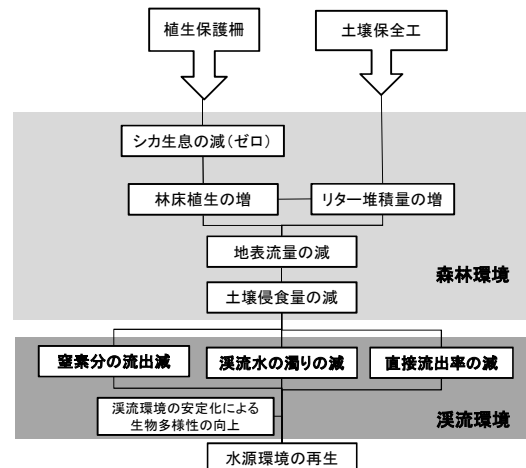 植生保護柵
土壌保全工
シカ生息の減(ゼロ)
林床植生の増
リター堆積量の増
地表流量の減
森林環境
土壌侵食量の減
窒素分の流出減
渓流水の濁りの減
直接流出率の減
渓流環境の安定化による
生物多様性の向上
渓流環境
水源環境の再生